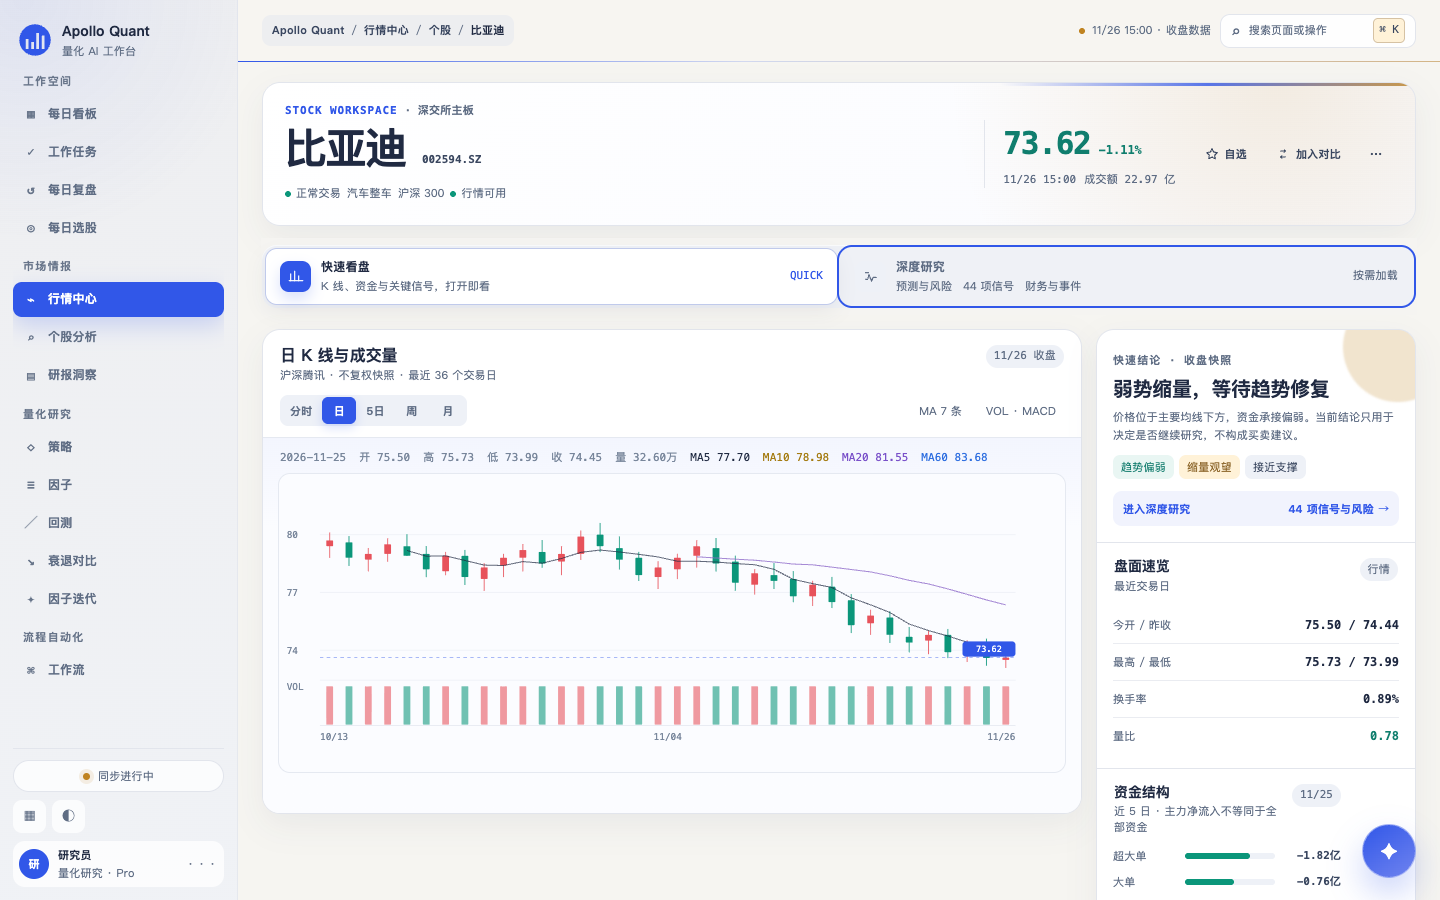 Apollo Quant
量化 AI 工作台
工作空间
每日看板
工作任务
每日复盘
每日选股
市场情报
行情中心
个股分析
研报洞察
量化研究
策略
因子
回测
衰退对比
因子迭代
流程自动化
工作流
同步进行中
研
研究员
量化研究 · Pro
···
Apollo Quant / 行情中心 / 个股 / 比亚迪
11/26 15:00 · 收盘数据
搜索页面或操作
⌘ K
STOCK WORKSPACE · 深交所主板
比亚迪 002594.SZ
正常交易 汽车整车 沪深 300 行情可用
73.62 −1.11%
11/26 15:00 成交额 22.97 亿
自选
加入对比
···
快速看盘
K 线、资金与关键信号，打开即看
QUICK
深度研究
预测与风险 44 项信号 财务与事件
按需加载
日 K 线与成交量
沪深腾讯 · 不复权快照 · 最近 36 个交易日
11/26 收盘
分时 日 5日 周 月
MA 7 条 VOL · MACD
2026-11-25 开 75.50 高 75.73 低 73.99 收 74.45 量 32.60万 MA5 77.70 MA10 78.98 MA20 81.55 MA60 83.68
80
77
74
73.62
VOL
10/13 11/04 11/26
快速结论 · 收盘快照
弱势缩量，等待趋势修复
价格位于主要均线下方，资金承接偏弱。当前结论只用于
决定是否继续研究，不构成买卖建议。
趋势偏弱 缩量观望 接近支撑
进入深度研究 44 项信号与风险 →
盘面速览
最近交易日
行情
今开 / 昨收 75.50 / 74.44
最高 / 最低 75.73 / 73.99
换手率 0.89%
量比 0.78
资金结构
11/25
近 5 日 · 主力净流入不等同于全
部资金
超大单 −1.82亿
大单 −0.76亿